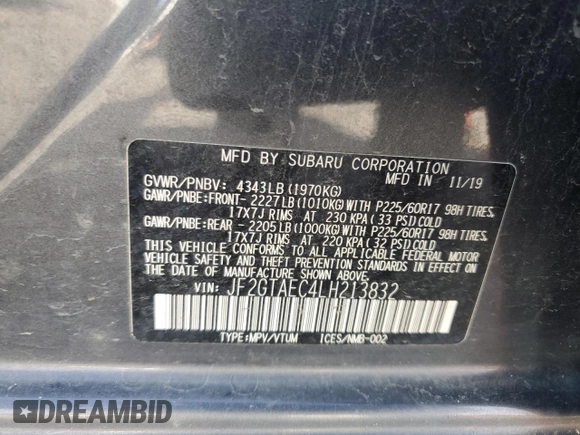 MFD BY SUBARU CORPORATION
MFD IN 11/19
GVWR/PNBV: 4343LB(1970KG)
GAWR/PNBE:FRONT-2227LB(1010KG)WITH P225/60R17 98H TIRES,
17X7J RIMS AT 230 KPA(33 PSI)COLD
GAWR/PNBE:REAR -2205LB(1000KG)WITH P225/60R17 98H TIRES,
17X7J RIMS AT 220 KPA(32 PSI)COLD
THIS VEHICLE CONFORMS TO ALL APPLICABLE FEDERAL MOTOR
VEHICLE SAFETY AND THEFT PREVENTION STANDARDS IN EFFECT
ON THE DATE OF MANUFACTURE SHOWN ABOVE.
VIN: JF2GTAEC4LH213832
TYPE:MPV/VTUM ICES/NMB-002
DREAMBID